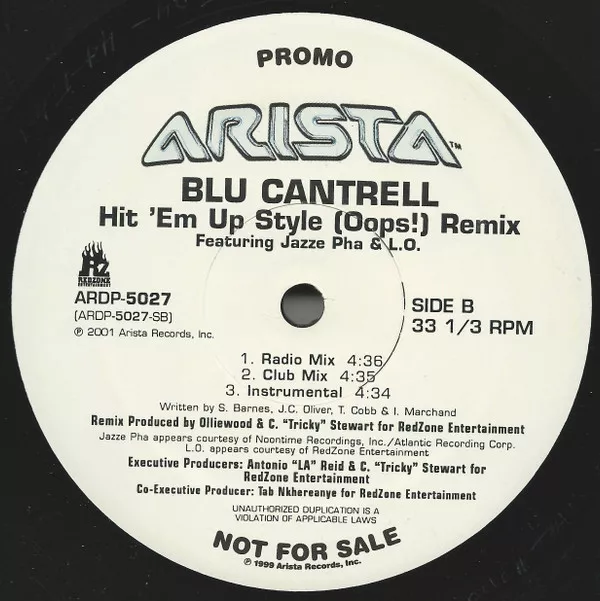 PROMO
ARISTA™
BLU CANTRELL
Hit 'Em Up Style (Oops!) Remix
Featuring Jazze Pha & L.O.
RZ
REDZONE
ENTERTAINMENT
ARDP-5027
(ARDP-5027-SB)
℗ 2001 Arista Records, Inc.
SIDE B
33 1/3 RPM
1. Radio Mix 4:36
2. Club Mix 4:35
3. Instrumental 4:34
Written by S. Barnes, J.C. Oliver, T. Cobb & I. Marchand
Remix Produced by Olliewood & C. "Tricky" Stewart for RedZone Entertainment
Jazze Pha appears courtesy of Noontime Recordings, Inc./Atlantic Recording Corp.
L.O. appears courtesy of RedZone Entertainment
Executive Producers: Antonio "LA" Reid & C. "Tricky" Stewart for
RedZone Entertainment
Co-Executive Producer: Tab Nkhereanye for RedZone Entertainment
UNAUTHORIZED DUPLICATION IS A
VIOLATION OF APPLICABLE LAWS
NOT FOR SALE
℗ 1999 Arista Records, Inc.